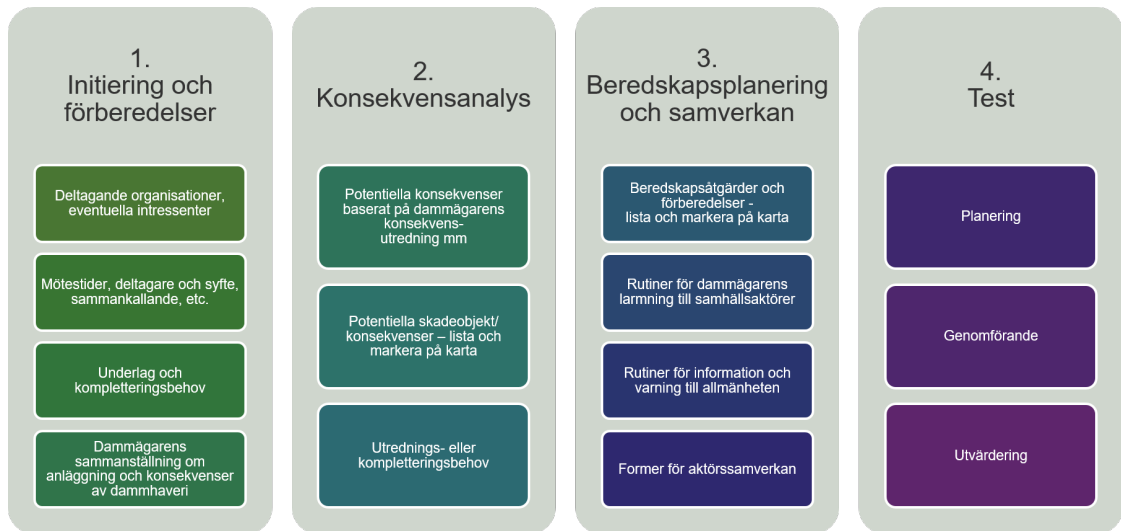 1.
Initiering och
förberedelser
Deltagande organisationer,
eventuella intressenter
Mötestider, deltagare och syfte,
sammankallande, etc.
Underlag och
kompletteringsbehov
Dammägarens
sammanställning om
anläggning och konsekvenser
av dammhaveri
2.
Konsekvensanalys
Potentiella konsekvenser
baserat på dammägarens
konsekvens-
utredning mm
Potentiella skadeobjekt/
konsekvenser – lista och
markera på karta
Utrednings- eller
kompletteringsbehov
3.
Beredskapsplanering
och samverkan
Beredskapsåtgärder och
förberedelser -
lista och markera på karta
Rutiner för dammägarens
larmning till samhällsaktörer
Rutiner för information och
varning till allmänheten
Former för aktörssamverkan
4.
Test
Planering
Genomförande
Utvärdering